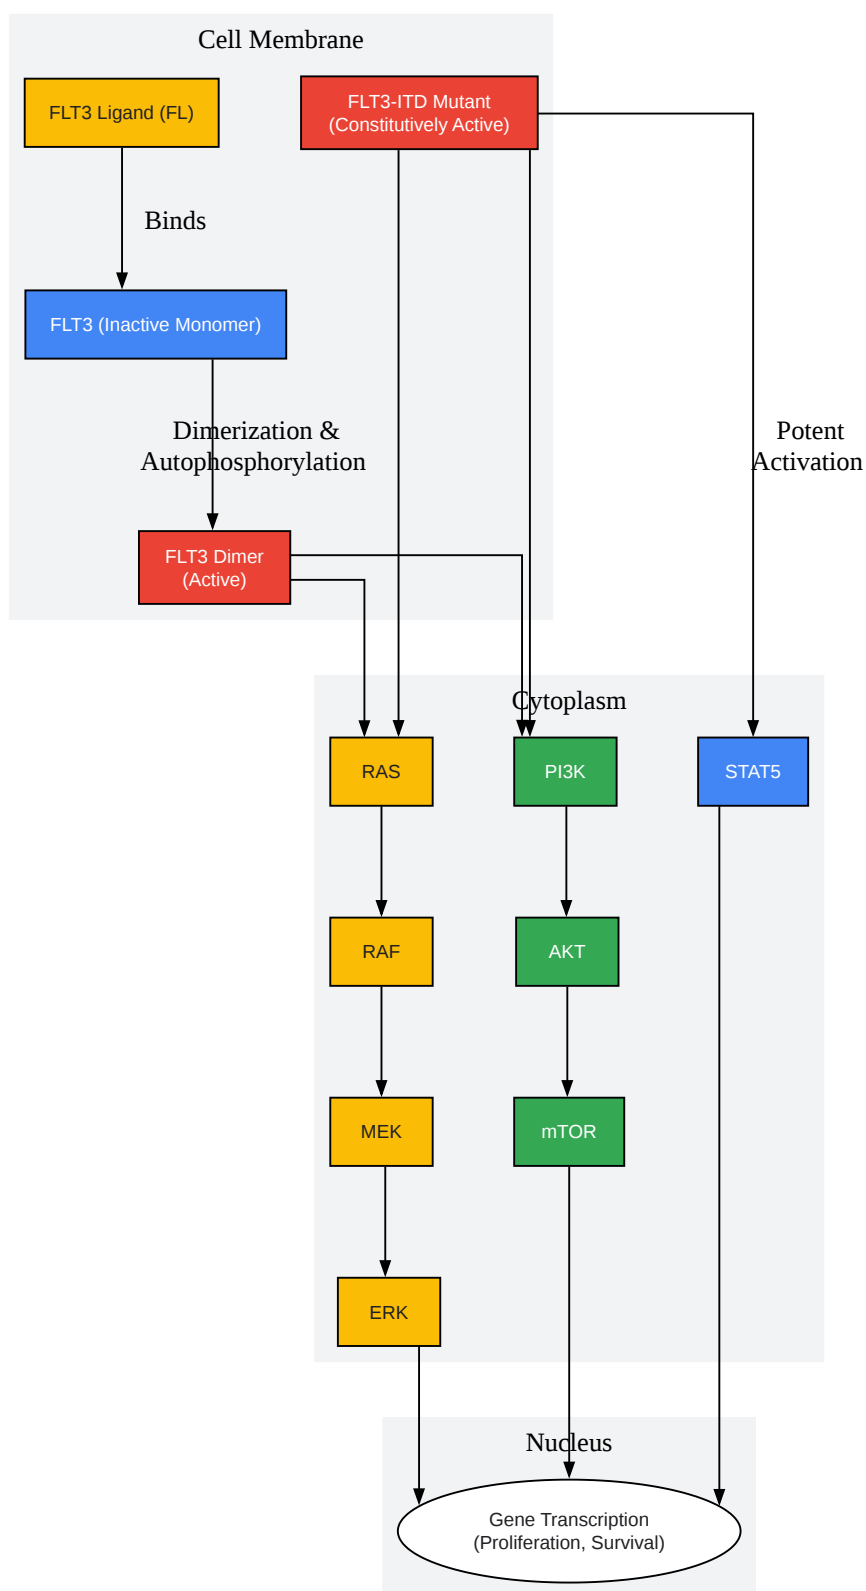 Cell Membrane
FLT3 Ligand (FL)
FLT3-ITD Mutant
(Constitutively Active)
Binds
FLT3 (Inactive Monomer)
Dimerization &
Autophosphorylation
Potent
Activation
FLT3 Dimer
(Active)
Cytoplasm
RAS
PI3K
STAT5
RAF
AKT
MEK
mTOR
ERK
Nucleus
Gene Transcription
(Proliferation, Survival)